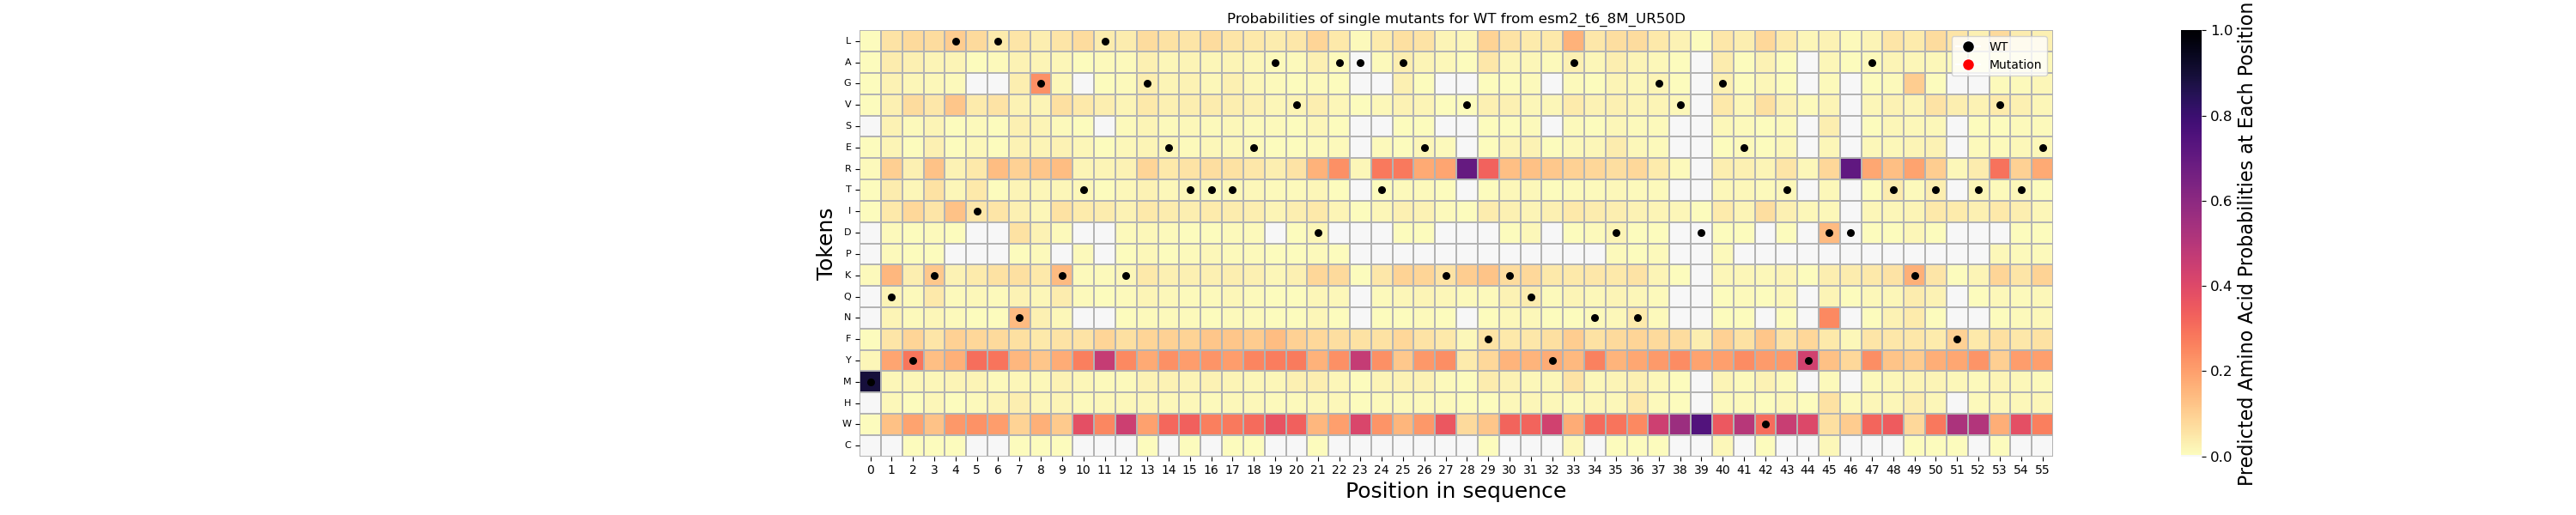 Probabilities of single mutants for WT from esm2_t6_8M_UR50D
L
A
G
V
S
E
R
T
I
D
P
K
Q
N
F
Y
M
H
W
C
Tokens
0 1 2 3 4 5 6 7 8 9 10 11 12 13 14 15 16 17 18 19 20 21 22 23 24 25 26 27 28 29 30 31 32 33 34 35 36 37 38 39 40 41 42 43 44 45 46 47 48 49 50 51 52 53 54 55
Position in sequence
WT
Mutation
1.0
0.8
0.6
0.4
0.2
0.0
Predicted Amino Acid Probabilities at Each Position